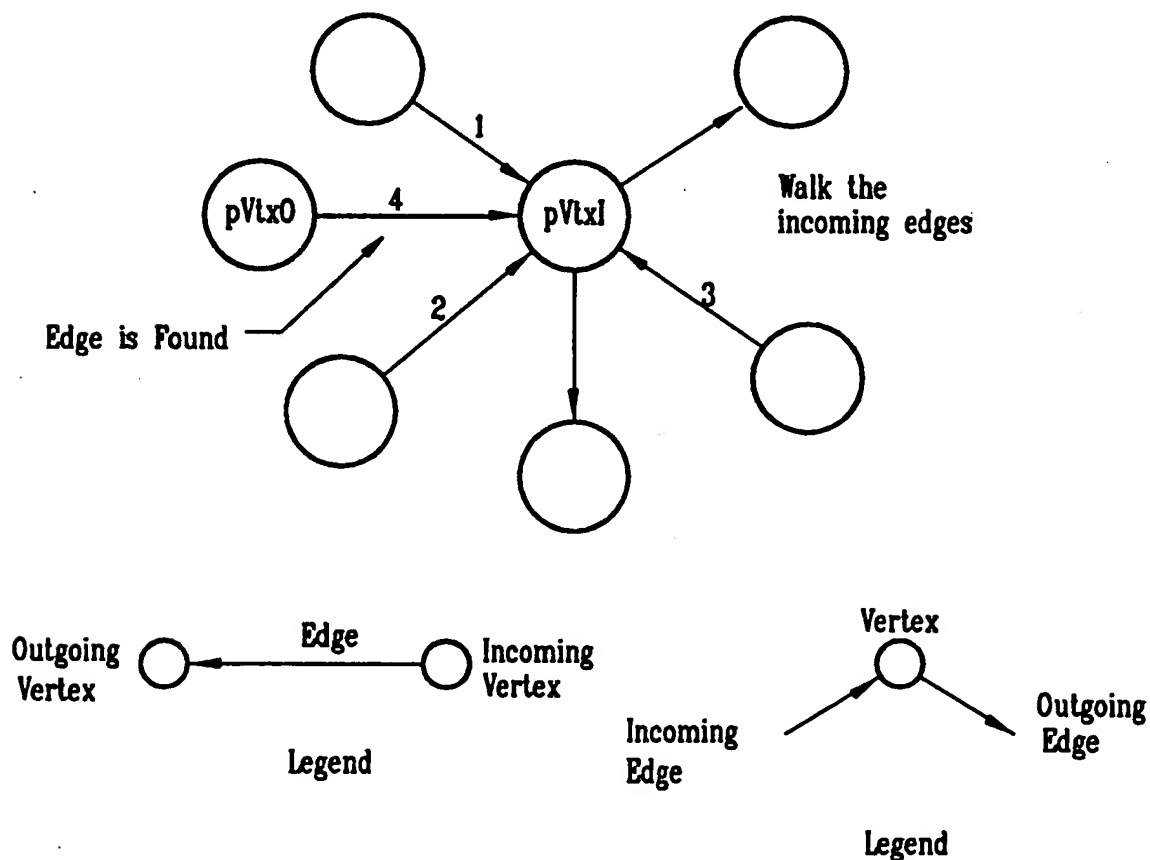 1
pVtxO
4
pVtxI
Walk the
incoming edges
2
3
Edge is Found
Outgoing
Vertex
Edge
Incoming
Vertex
Legend
Vertex
Incoming
Edge
Outgoing
Edge
Legend